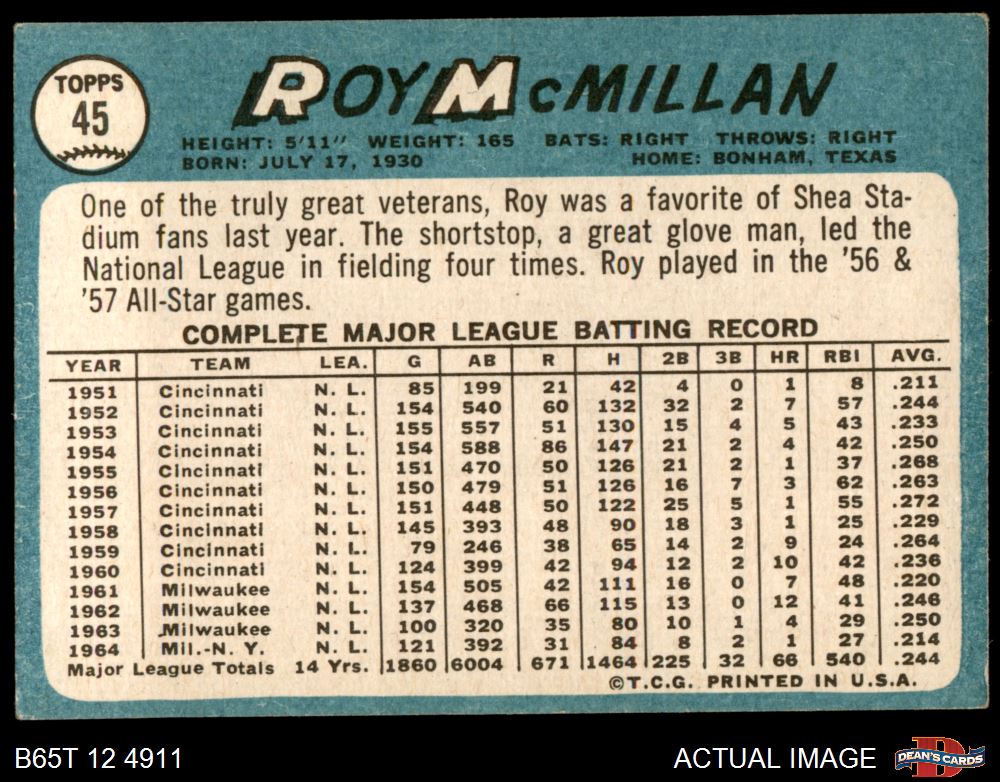 TOPPS
45
ROY McMILLAN
HEIGHT: 5'11" WEIGHT: 165 BATS: RIGHT THROWS: RIGHT
BORN: JULY 17, 1930 HOME: BONHAM, TEXAS
One of the truly great veterans, Roy was a favorite of Shea Sta-
dium fans last year. The shortstop, a great glove man, led the
National League in fielding four times. Roy played in the '56 &
'57 All-Star games.
COMPLETE MAJOR LEAGUE BATTING RECORD
YEAR TEAM LEA. G AB R H 2B 3B HR RBI AVG.
1951 Cincinnati N. L. 85 199 21 42 4 0 1 8 .211
1952 Cincinnati N. L. 154 540 60 132 32 2 7 57 .244
1953 Cincinnati N. L. 155 557 51 130 15 4 5 43 .233
1954 Cincinnati N. L. 154 588 86 147 21 2 4 42 .250
1955 Cincinnati N. L. 151 470 50 126 21 2 1 37 .268
1956 Cincinnati N. L. 150 479 51 126 16 7 3 62 .263
1957 Cincinnati N. L. 151 448 50 122 25 5 1 55 .272
1958 Cincinnati N. L. 145 393 48 90 18 3 1 25 .229
1959 Cincinnati N. L. 79 246 38 65 14 2 9 24 .264
1960 Cincinnati N. L. 124 399 42 94 12 2 10 42 .236
1961 Milwaukee N. L. 154 505 42 111 16 0 7 48 .220
1962 Milwaukee N. L. 137 468 66 115 13 0 12 41 .246
1963 Milwaukee N. L. 100 320 35 80 10 1 4 29 .250
1964 Mil.-N. Y. N. L. 121 392 31 84 8 2 1 27 .214
Major League Totals 14 Yrs. 1860 6004 671 1464 225 32 66 540 .244
©T.C.G. PRINTED IN U.S.A.
B65T 12 4911 ACTUAL IMAGE D DEAN'S CARDS